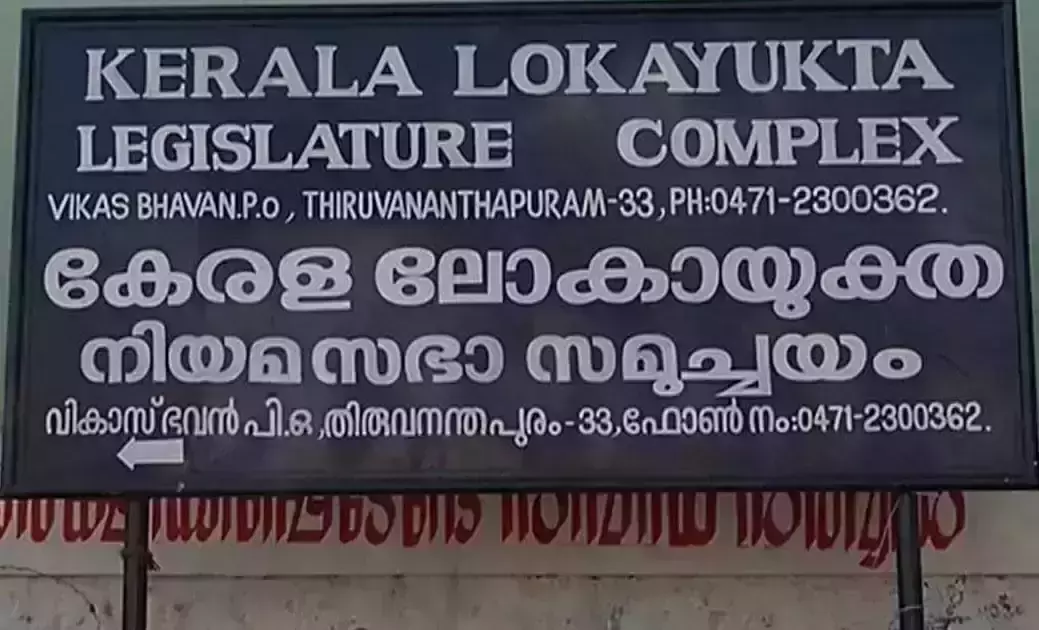 KERALA LOKAYUKTA
LEGISLATURE COMPLEX
VIKAS BHAVAN.P.O, THIRUVANANTHAPURAM-33, PH:0471-2300362.
കേരള ലോകായുക്ത
നിയമസഭാ സമുച്ചയം
വികാസ് ഭവൻ പി.ഒ,തിരുവനന്തപുരം-33,ഫോൺ നം:0471-2300362.